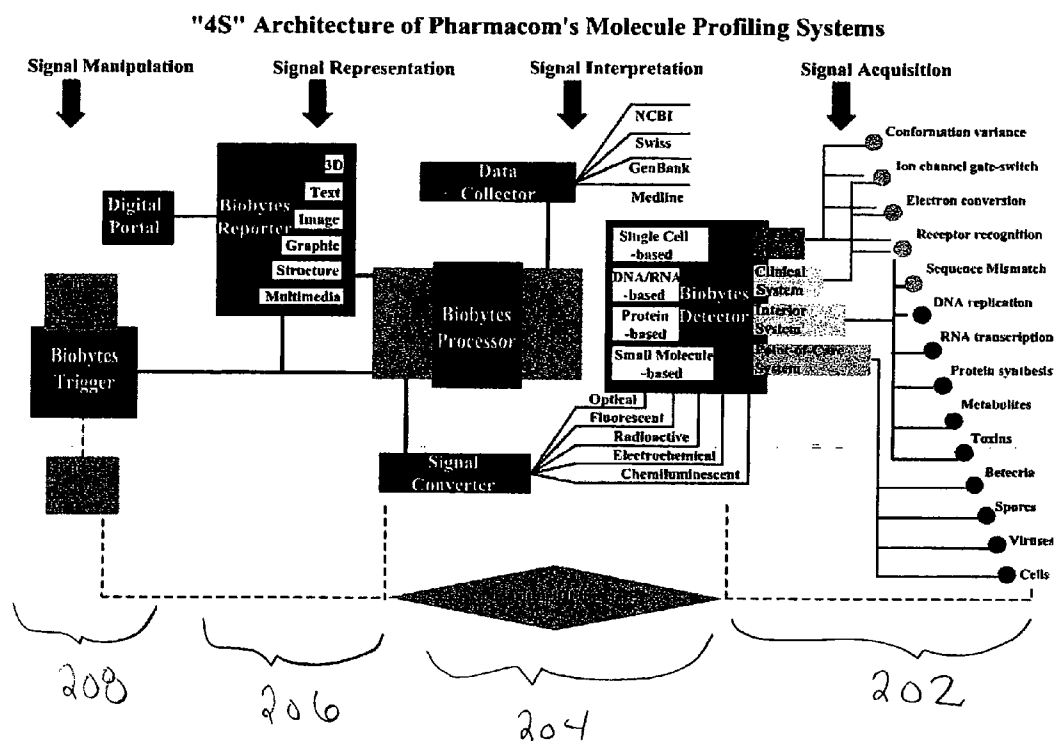 "4S" Architecture of Pharmacom's Molecule Profiling Systems
Signal Manipulation
Signal Representation
Signal Interpretation
Signal Acquisition
Digital
Portal
Biobytes
Reporter
3D
Text
Image
Graphic
Structure
Multimedia
Data
Collector
NCBI
Swiss
GenBank
Medline
Biobytes
Trigger
Biobytes
Processor
Single Cell
-based
DNA/RNA
-based
Protein
-based
Small Molecule
-based
Biobytes
Detector
Clinical
System
Interior
System
Point-of-Care
System
Optical
Fluorescent
Radioactive
Electrochemical
Chemiluminescent
Signal
Converter
Conformation variance
Ion channel gate-switch
Electron conversion
Receptor recognition
Sequence Mismatch
DNA replication
RNA transcription
Protein synthesis
Metabolites
Toxins
Betecria
Spores
Viruses
Cells
208
206
204
202